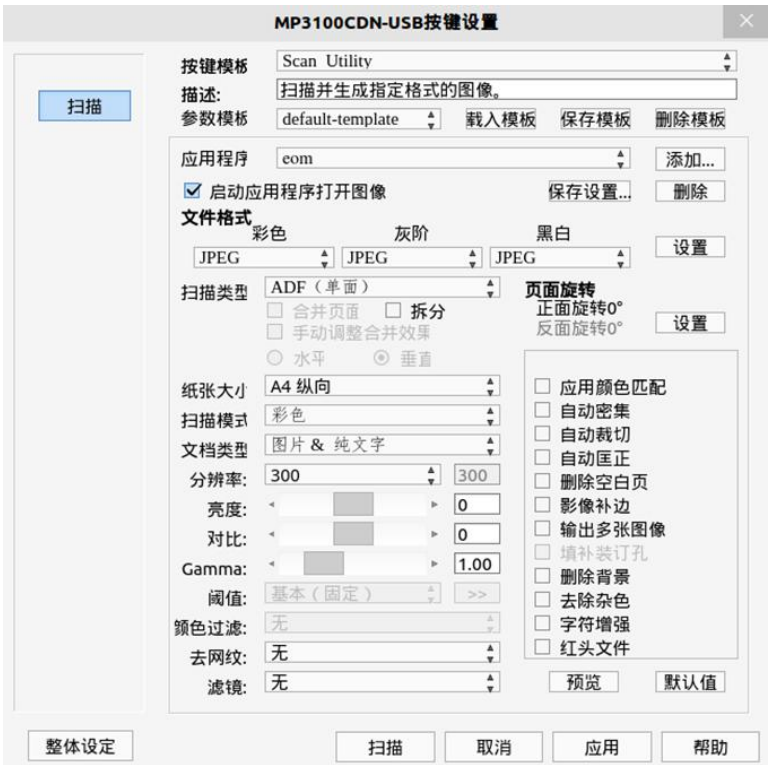 MP3100CDN-USB按键设置
扫描
按键模板 Scan Utility
描述: 扫描并生成指定格式的图像。
参数模板 default-template 载入模板 保存模板 删除模板
应用程序 eom 添加...
启动应用程序打开图像 保存设置... 删除
文件格式
彩色 灰阶 黑白
JPEG JPEG JPEG 设置
扫描类型 ADF（单面）
合并页面 拆分
手动调整合并效果
水平 垂直
页面旋转
正面旋转0°
反面旋转0° 设置
纸张大小 A4 纵向
扫描模式 彩色
文档类型 图片 & 纯文字
分辨率: 300 300
亮度: 0
对比: 0
Gamma: 1.00
阈值: 基本（固定） >>
颜色过滤: 无
去网纹: 无
滤镜: 无
应用颜色匹配
自动密集
自动裁切
自动匡正
删除空白页
影像补边
输出多张图像
填补装订孔
删除背景
去除杂色
字符增强
红头文件
预览 默认值
整体设定 扫描 取消 应用 帮助